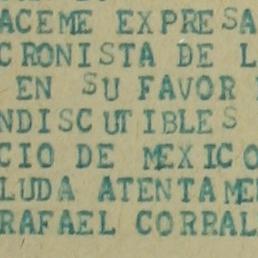 ACEME EXPRESA
CRONISTA DE L
EN SU FAVOR
NDISCUTIBLES
CIO DE MEXICO
LUDA ATENTAME
RAFAEL CORRAL